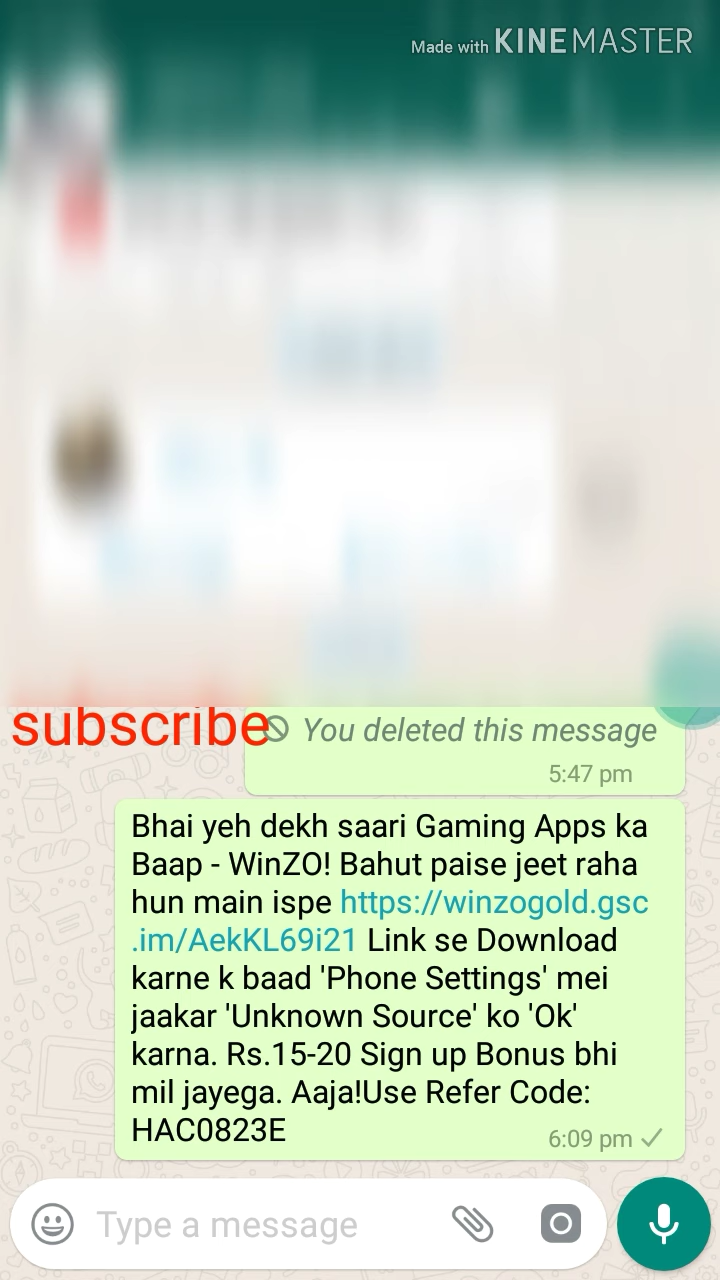 Made with KINEMASTER
subscribe
You deleted this message
5:47 pm
Bhai yeh dekh saari Gaming Apps ka
Baap - WinZO! Bahut paise jeet raha
hun main ispe https://winzogold.gsc
.im/AekKL69i21 Link se Download
karne k baad 'Phone Settings' mei
jaakar 'Unknown Source' ko 'Ok'
karna. Rs.15-20 Sign up Bonus bhi
mil jayega. Aaja!Use Refer Code:
HAC0823E
6:09 pm
Type a message